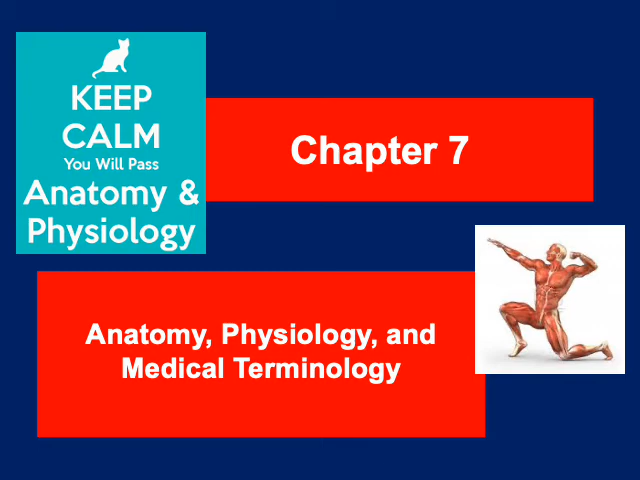 KEEP
CALM
You Will Pass
Anatomy &
Physiology
Chapter 7
Anatomy, Physiology, and
Medical Terminology